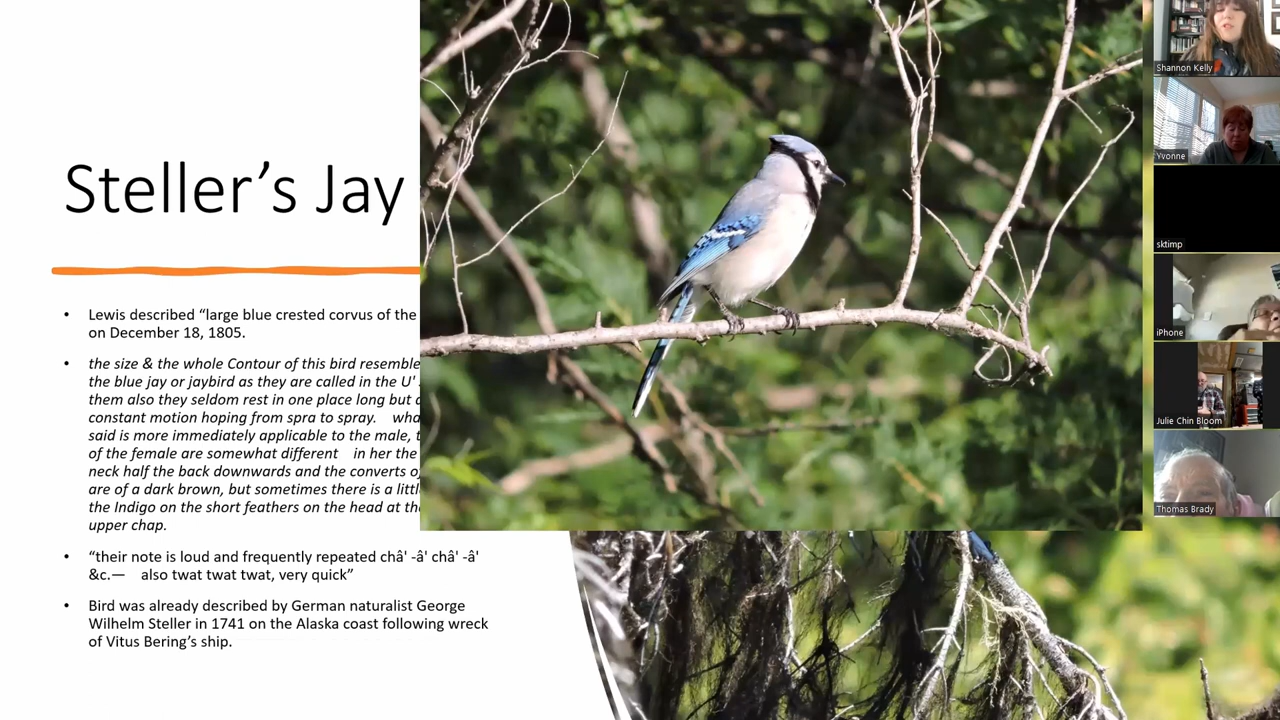 Steller’s Jay
• Lewis described “large blue crested corvus of the
on December 18, 1805.
• the size & the whole Contour of this bird resemble
the blue jay or jaybird as they are called in the U'
them also they seldom rest in one place long but
constant motion hoping from spra to spray. wha
said is more immediately applicable to the male,
of the female are somewhat different in her the
neck half the back downwards and the converts
are of a dark brown, but sometimes there is a littl
the Indigo on the short feathers on the head at th
upper chap.
• “their note is loud and frequently repeated châ' -â' châ' -â'
&c.— also twat twat twat, very quick”
• Bird was already described by German naturalist George
Wilhelm Steller in 1741 on the Alaska coast following wreck
of Vitus Bering’s ship.
Shannon Kelly
Yvonne
sktimp
iPhone
Julie Chin Bloom
Thomas Brady